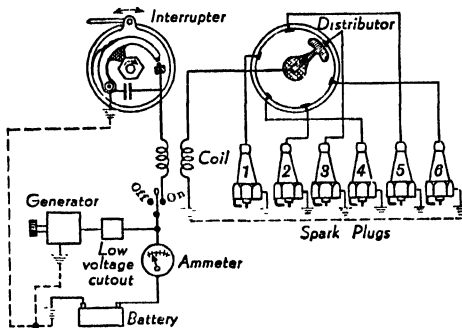 Interrupter
Distributor
Coil
1 2 3 4 5 6
Off On
Generator
Low
voltage
cutout
Ammeter
Spark Plugs
Battery